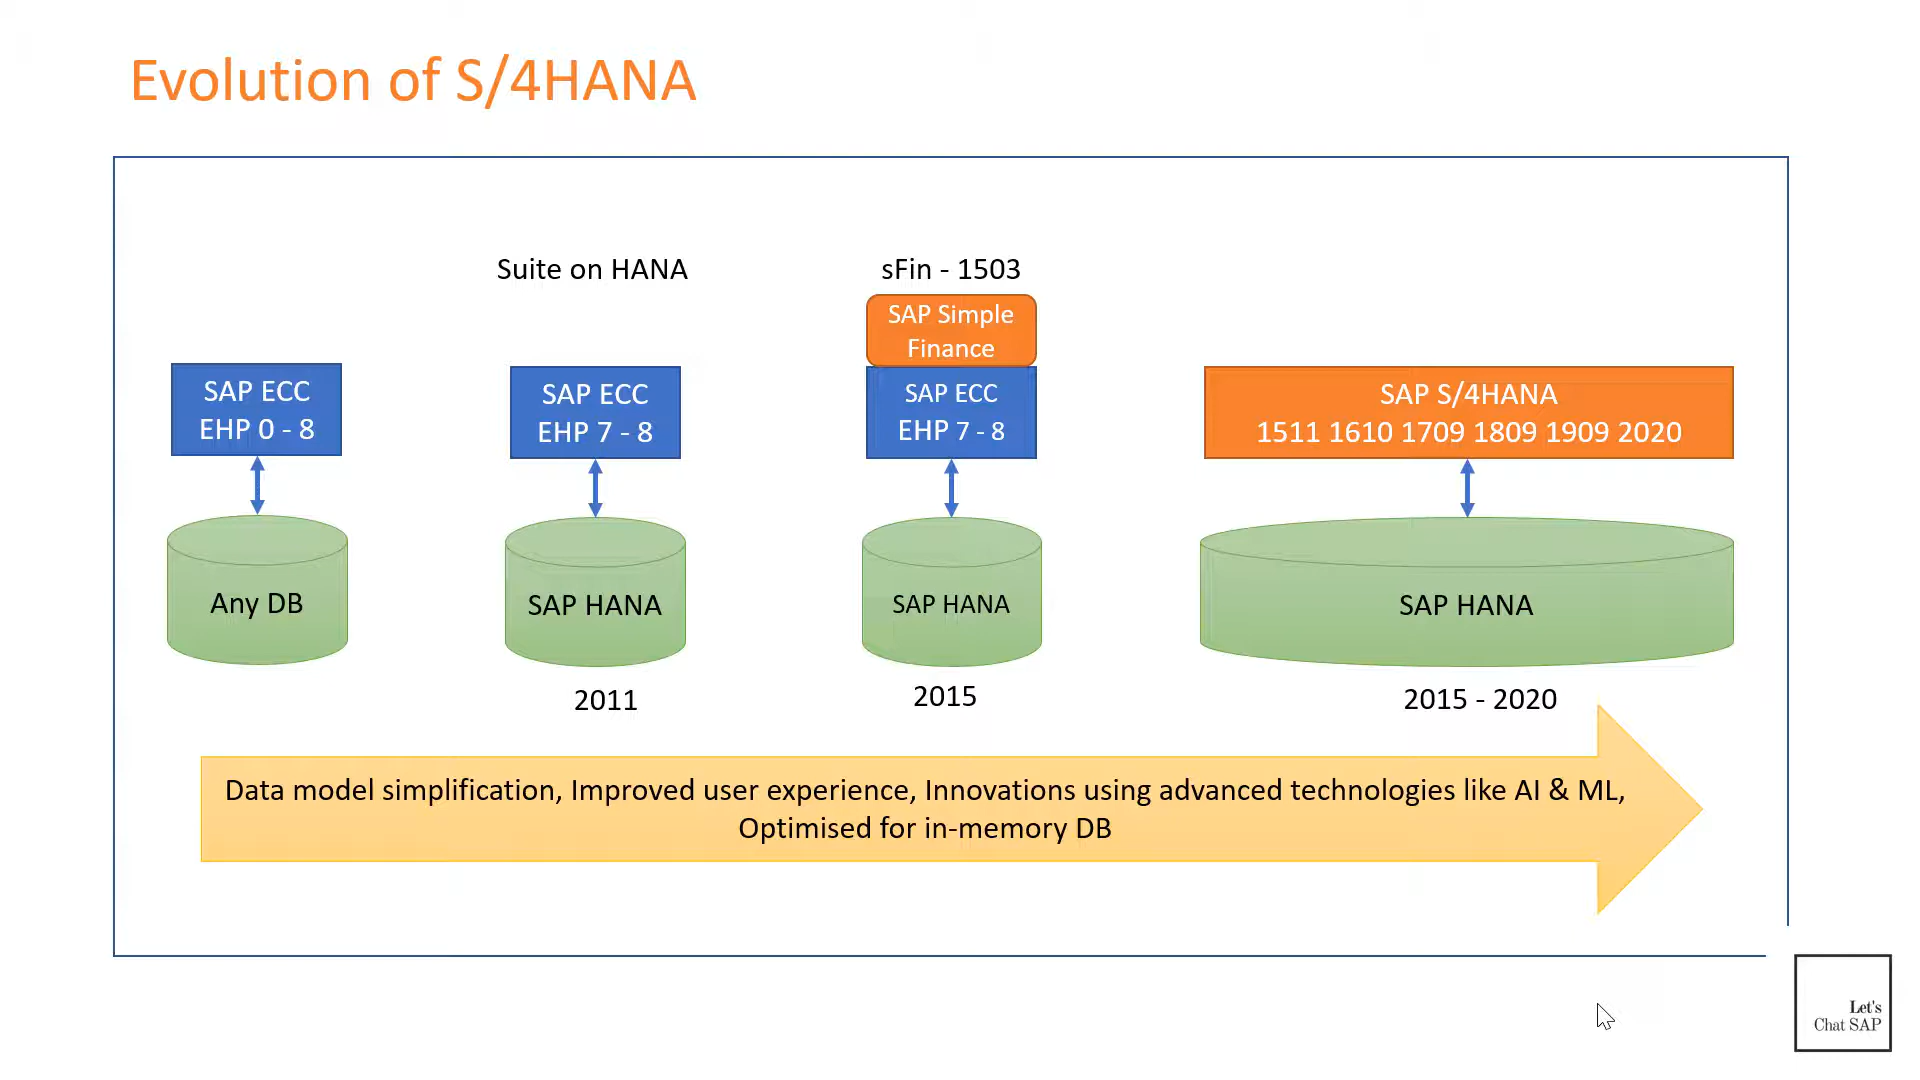 Evolution of S/4HANA
Suite on HANA
sFin - 1503
SAP Simple
Finance
SAP ECC
EHP 0 - 8
SAP ECC
EHP 7 - 8
SAP ECC
EHP 7 - 8
SAP S/4HANA
1511 1610 1709 1809 1909 2020
Any DB
SAP HANA
SAP HANA
SAP HANA
2011
2015
2015 - 2020
Data model simplification, Improved user experience, Innovations using advanced technologies like AI & ML,
Optimised for in-memory DB
Let's
Chat SAP